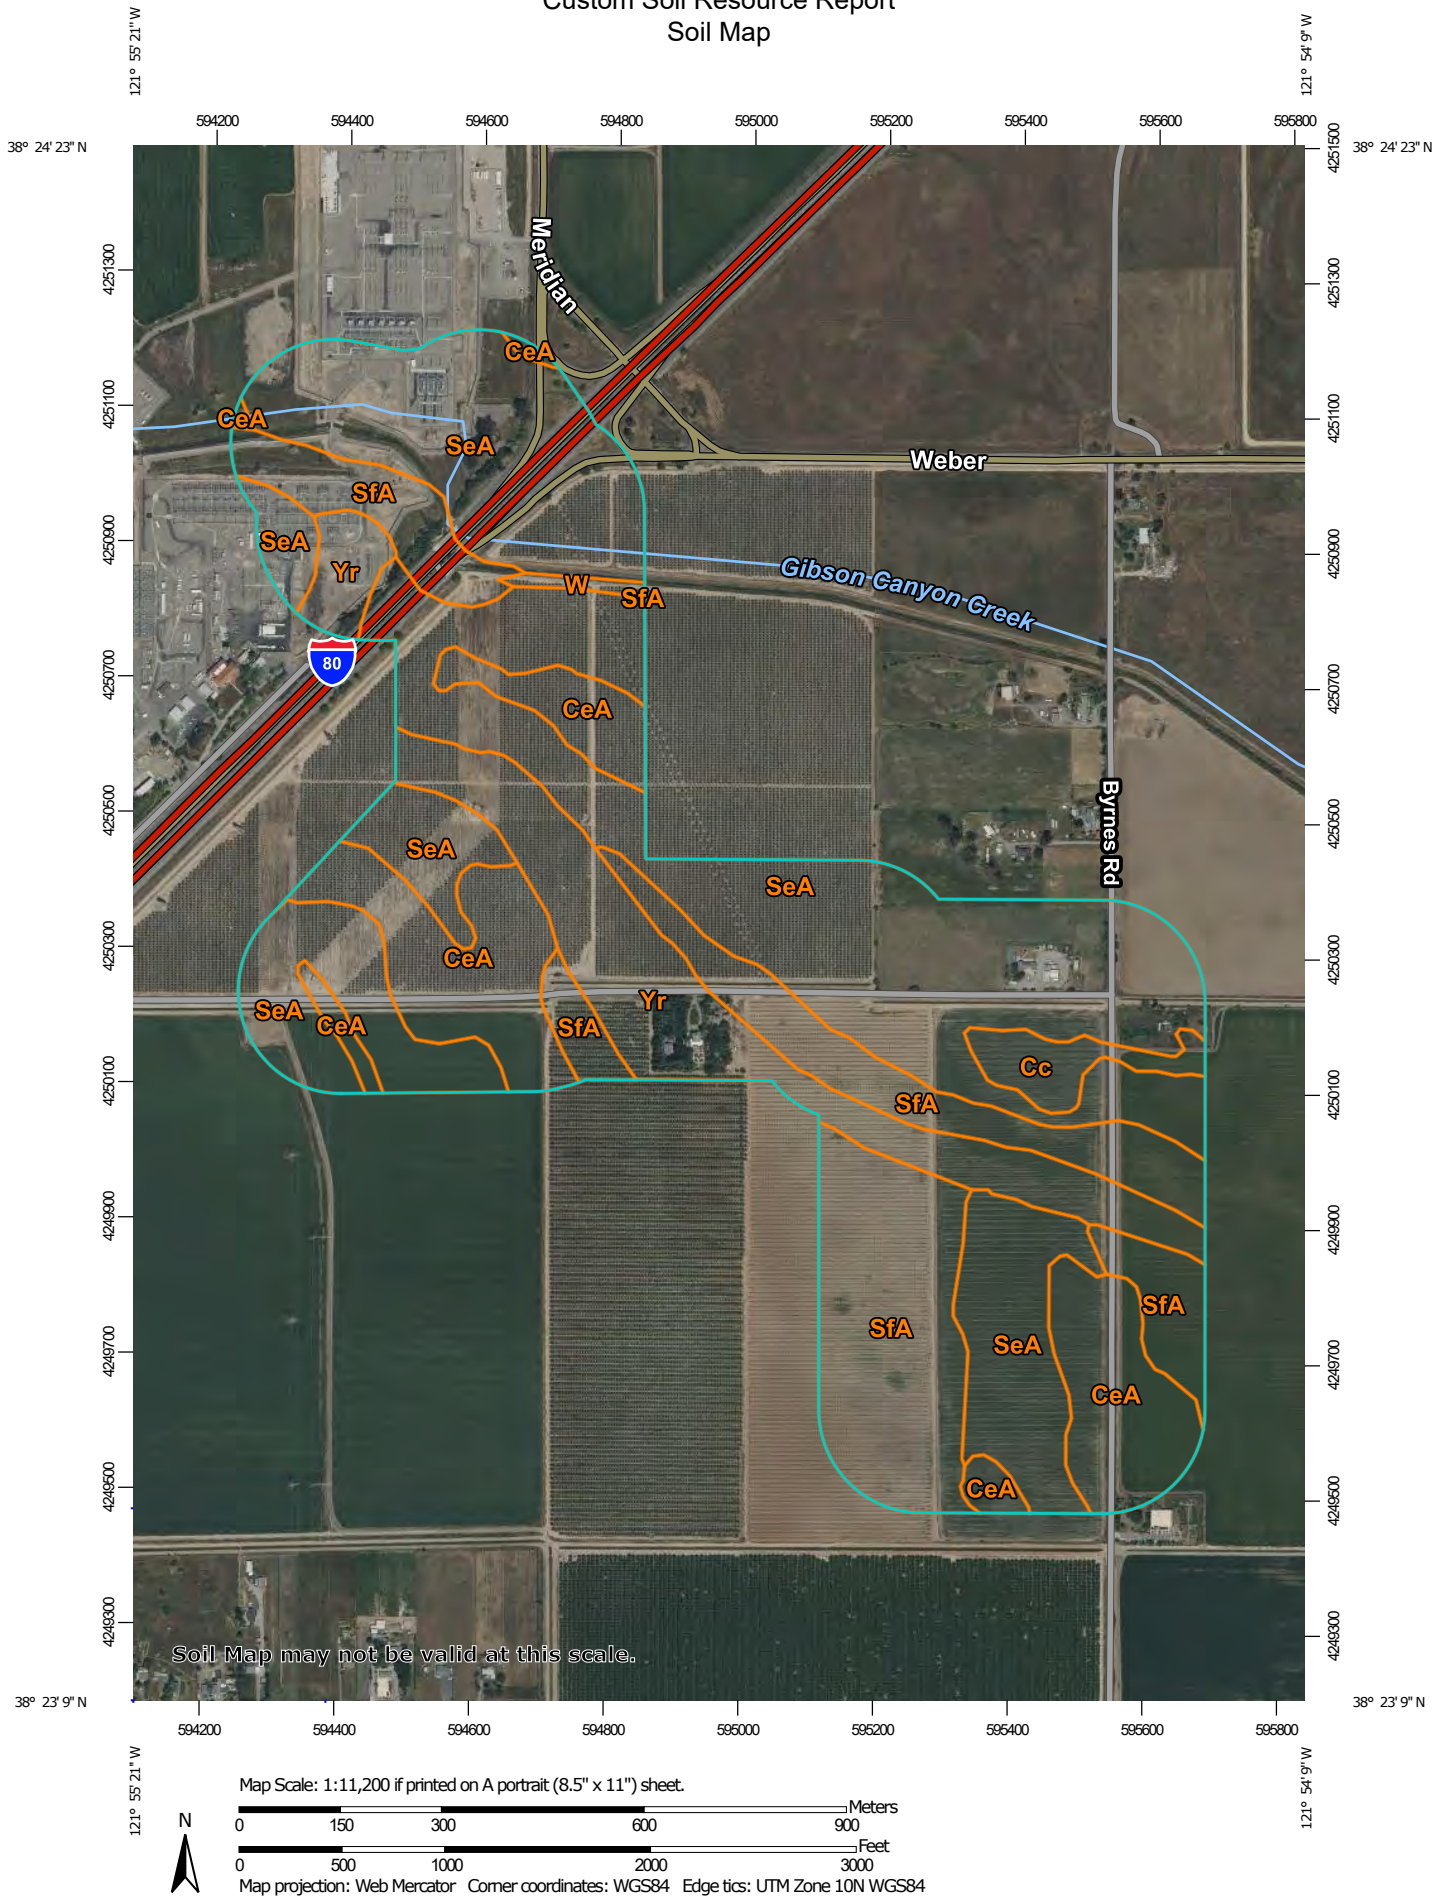 Custom Soil Resource Report
Soil Map
121° 55' 21" W
121° 54' 9" W
594200 594400 594600 594800 595000 595200 595400 595600 595800
38° 24' 23" N
38° 24' 23" N
4251500
4251300
4251300
4251100
4251100
4250900
4250900
4250700
4250700
4250500
4250500
4250300
4250300
4250100
4250100
4249900
4249900
4249700
4249700
4249500
4249500
4249300
4249300
Meridian
CeA
CeA
SeA
Weber
SfA
SeA
Yr
W
SfA
Gibson Canyon Creek
80
CeA
Byrnes Rd
SeA
SeA
CeA
SeA
CeA
SfA
Yr
Cc
SfA
SfA
SfA
SeA
CeA
CeA
Soil Map may not be valid at this scale.
38° 23' 9" N
38° 23' 9" N
594200 594400 594600 594800 595000 595200 595400 595600 595800
121° 55' 21" W
121° 54' 9" W
Map Scale: 1:11,200 if printed on A portrait (8.5" x 11") sheet.
N
Meters
0 150 300 600 900
Feet
0 500 1000 2000 3000
Map projection: Web Mercator Corner coordinates: WGS84 Edge tics: UTM Zone 10N WGS84